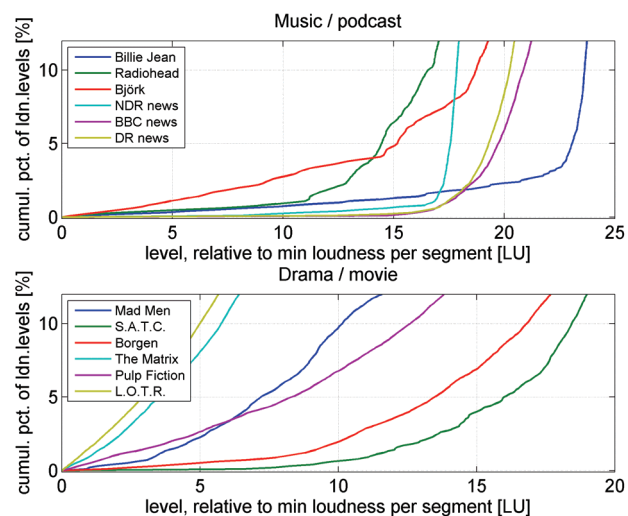 Music / podcast
cumul. pct. of ldn.levels [%]
10
5
0
Billie Jean
Radiohead
Björk
NDR news
BBC news
DR news
0 5 10 15 20 25
level, relative to min loudness per segment [LU]
Drama / movie
cumul. pct. of ldn.levels [%]
10
5
0
Mad Men
S.A.T.C.
Borgen
The Matrix
Pulp Fiction
L.O.T.R.
0 5 10 15 20
level, relative to min loudness per segment [LU]